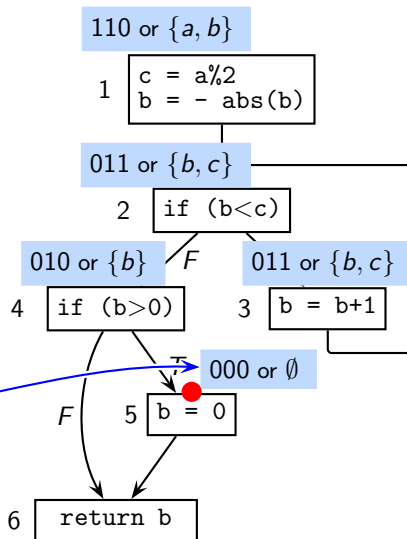 110 or {a, b}
1
c = a%2
b = - abs(b)
011 or {b, c}
2
if (b<c)
F
010 or {b}
011 or {b, c}
4
if (b>0)
3
b = b+1
T
000 or ∅
F
5
b = 0
6
return b